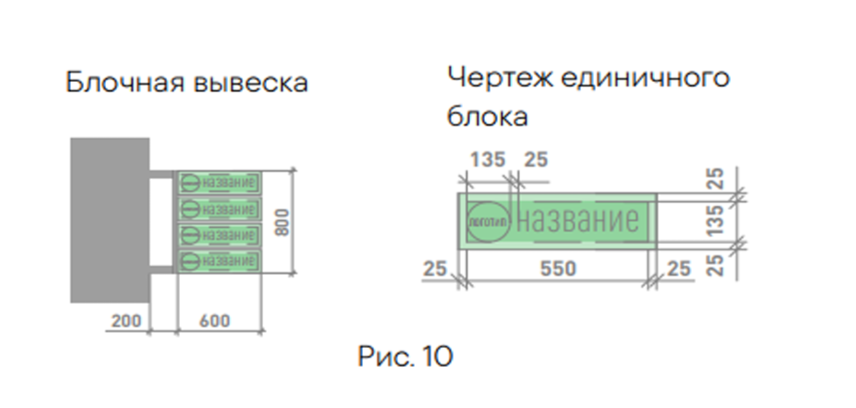 Блочная вывеска
Чертеж единичного
блока
название
название
название
название
800
200
600
135
25
логотип
название
25
135
25
25
550
25
Рис. 10